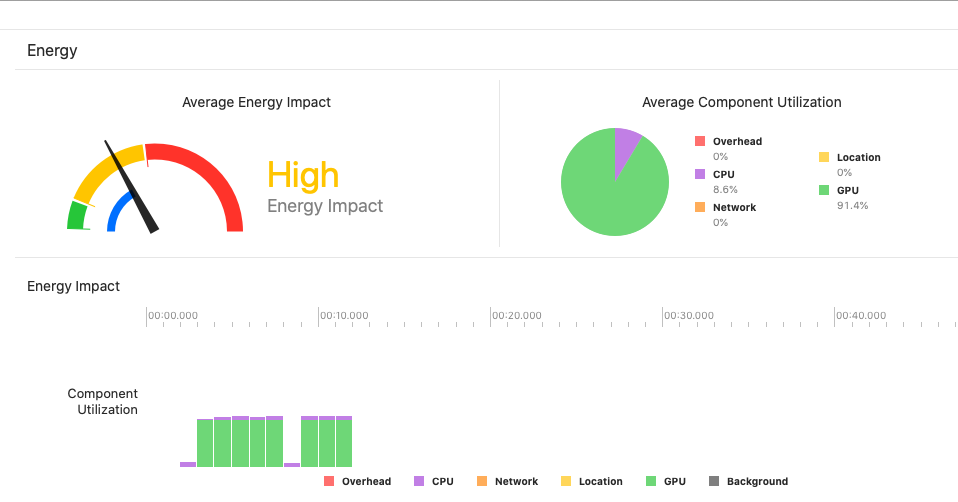 Energy
Average Energy Impact
High
Energy Impact
Average Component Utilization
Overhead
0%
CPU
8.6%
Network
0%
Location
0%
GPU
91.4%
Energy Impact
00:00.000 00:10.000 00:20.000 00:30.000 00:40.000
Component
Utilization
Overhead CPU Network Location GPU Background